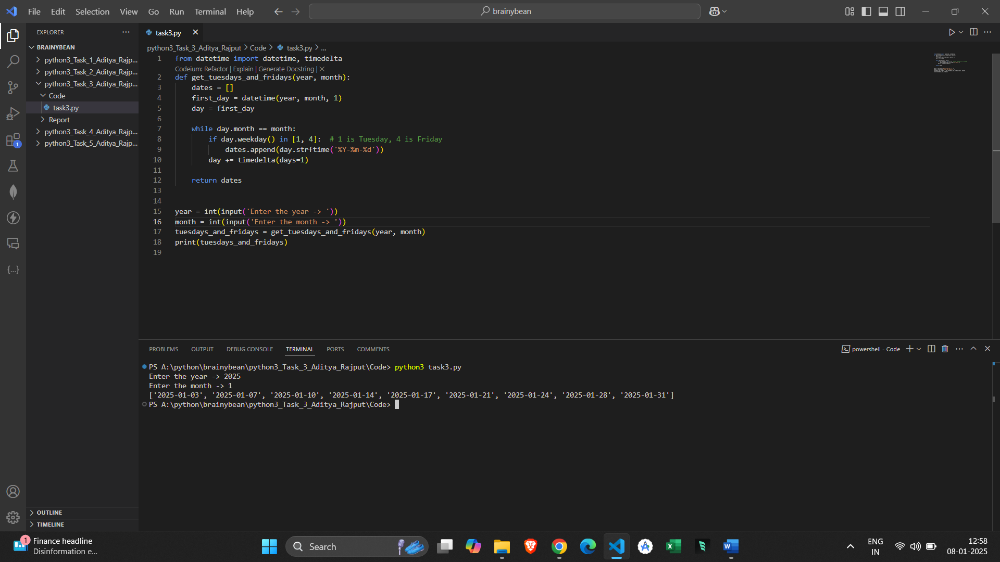 File Edit Selection View Go Run Terminal Help
brainybean
EXPLORER
BRAINYBEAN
python3_Task_1_Aditya_Rajp...
python3_Task_2_Aditya_Rajp...
python3_Task_3_Aditya_Rajp...
Code
task3.py
Report
python3_Task_4_Aditya_Rajp...
python3_Task_5_Aditya_Rajp...
1
OUTLINE
TIMELINE
task3.py
python3_Task_3_Aditya_Rajput > Code > task3.py > ...
1 from datetime import datetime, timedelta
Codeium: Refactor | Explain | Generate Docstring | ×
2 def get_tuesdays_and_fridays(year, month):
3 dates = []
4 first_day = datetime(year, month, 1)
5 day = first_day
6
7 while day.month == month:
8 if day.weekday() in [1, 4]: # 1 is Tuesday, 4 is Friday
9 dates.append(day.strftime('%Y-%m-%d'))
10 day += timedelta(days=1)
11
12 return dates
13
14
15 year = int(input('Enter the year -> '))
16 month = int(input('Enter the month -> '))
17 tuesdays_and_fridays = get_tuesdays_and_fridays(year, month)
18 print(tuesdays_and_fridays)
19
PROBLEMS OUTPUT DEBUG CONSOLE TERMINAL PORTS COMMENTS
powershell - Code
PS A:\python\brainybean\python3_Task_3_Aditya_Rajput\Code> python3 task3.py
Enter the year -> 2025
Enter the month -> 1
['2025-01-03', '2025-01-07', '2025-01-10', '2025-01-14', '2025-01-17', '2025-01-21', '2025-01-24', '2025-01-28', '2025-01-31']
PS A:\python\brainybean\python3_Task_3_Aditya_Rajput\Code>
1
Finance headline
Disinformation e...
Search
ENG
IN
12:58
08-01-2025